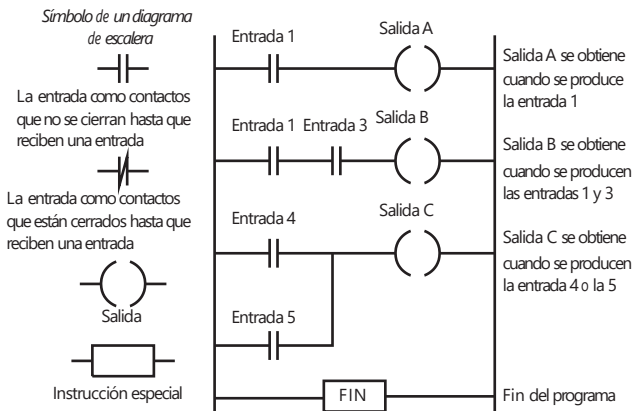 Símbolo de un diagrama
de escalera
La entrada como contactos
que no se cierran hasta que
reciben una entrada
La entrada como contactos
que están cerrados hasta que
reciben una entrada
Salida
Instrucción especial
Entrada 1
Salida A
Salida A se obtiene
cuando se produce
la entrada 1
Entrada 1
Entrada 3
Salida B
Salida B se obtiene
cuando se producen
las entradas 1 y 3
Entrada 4
Salida C
Salida C se obtiene
cuando se producen
la entrada 4 o la 5
Entrada 5
FIN
Fin del programa